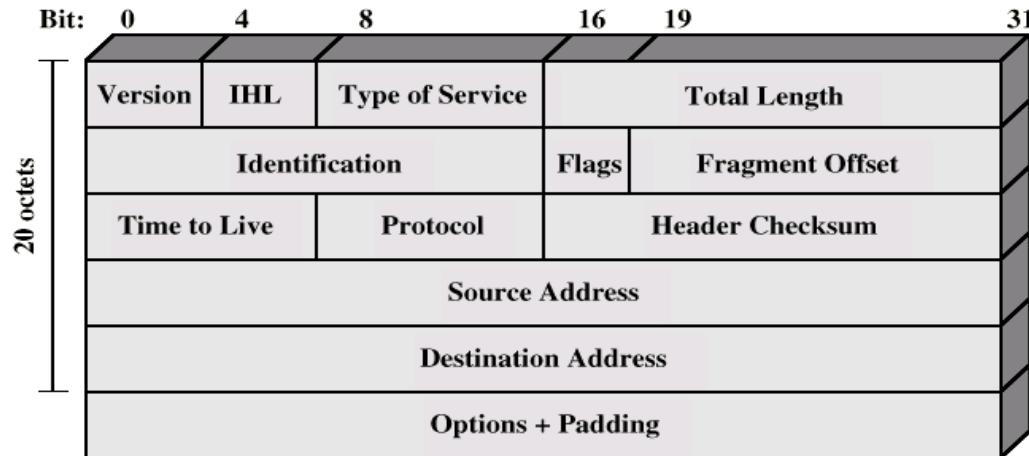 Bit: 0 4 8 16 19 31
Version IHL Type of Service Total Length
Identification Flags Fragment Offset
Time to Live Protocol Header Checksum
Source Address
Destination Address
Options + Padding
20 octets